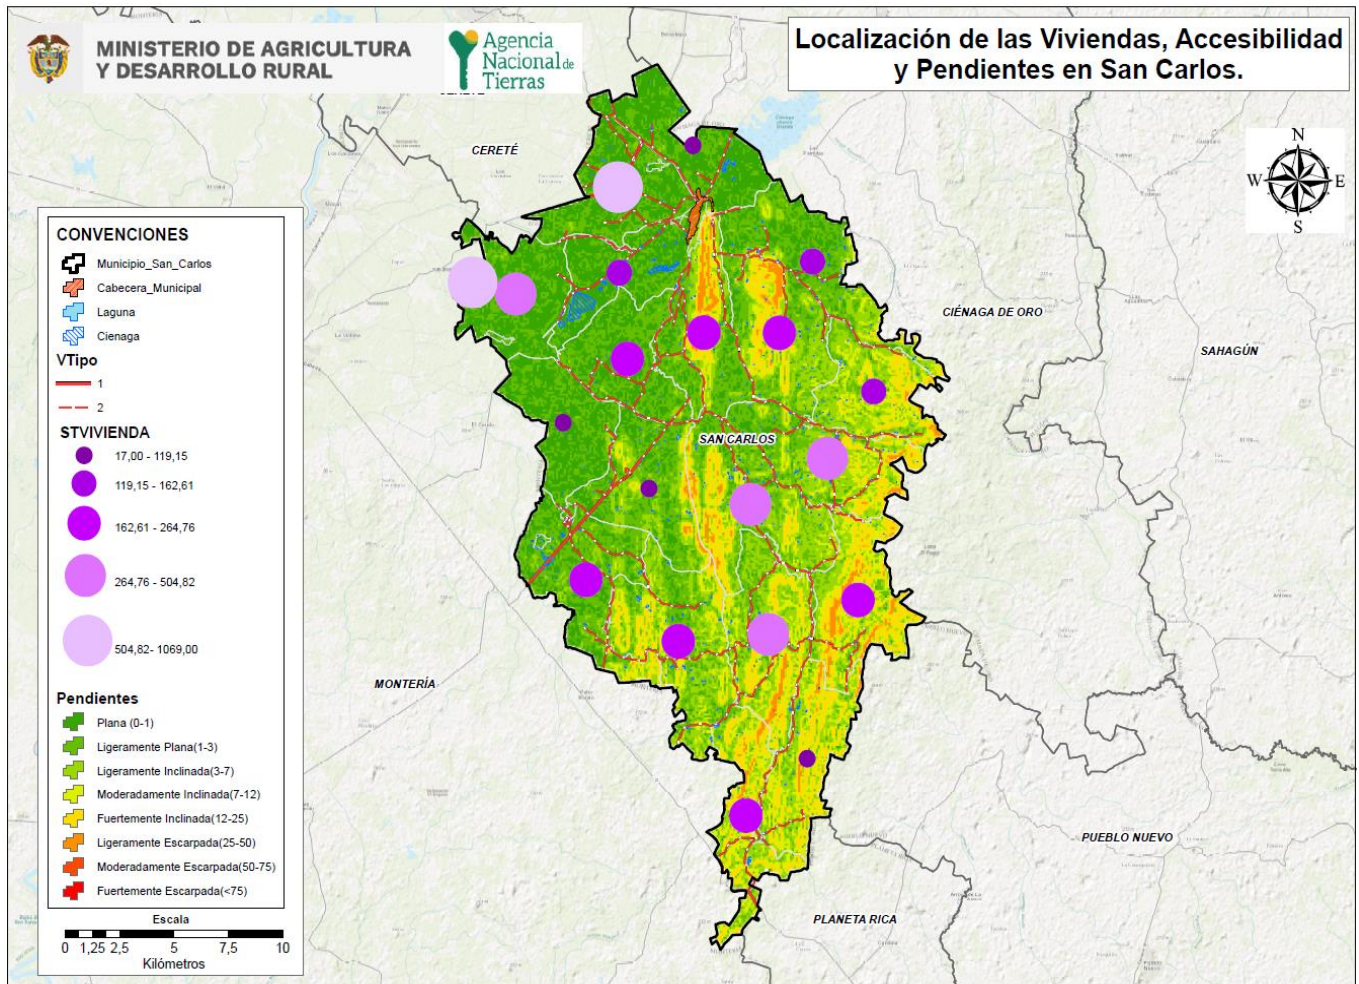 MINISTERIO DE AGRICULTURA
Y DESARROLLO RURAL
Agencia
Nacional de
Tierras
Localización de las Viviendas, Accesibilidad
y Pendientes en San Carlos.
N
W
E
S
CERETÉ
CIÉNAGA DE ORO
SAHAGÚN
SAN CARLOS
MONTERÍA
PUEBLO NUEVO
PLANETA RICA
CONVENCIONES
Municipio_San_Carlos
Cabecera_Municipal
Laguna
Cienaga
VTipo
1
2
STVIVIENDA
17,00 - 119,15
119,15 - 162,61
162,61 - 264,76
264,76 - 504,82
504,82- 1069,00
Pendientes
Plana (0-1)
Ligeramente Plana(1-3)
Ligeramente Inclinada(3-7)
Moderadamente Inclinada(7-12)
Fuertemente Inclinada(12-25)
Ligeramente Escarpada(25-50)
Moderadamente Escarpada(50-75)
Fuertemente Escarpada(<75)
Escala
0 1,25 2,5 5 7,5 10
Kilómetros